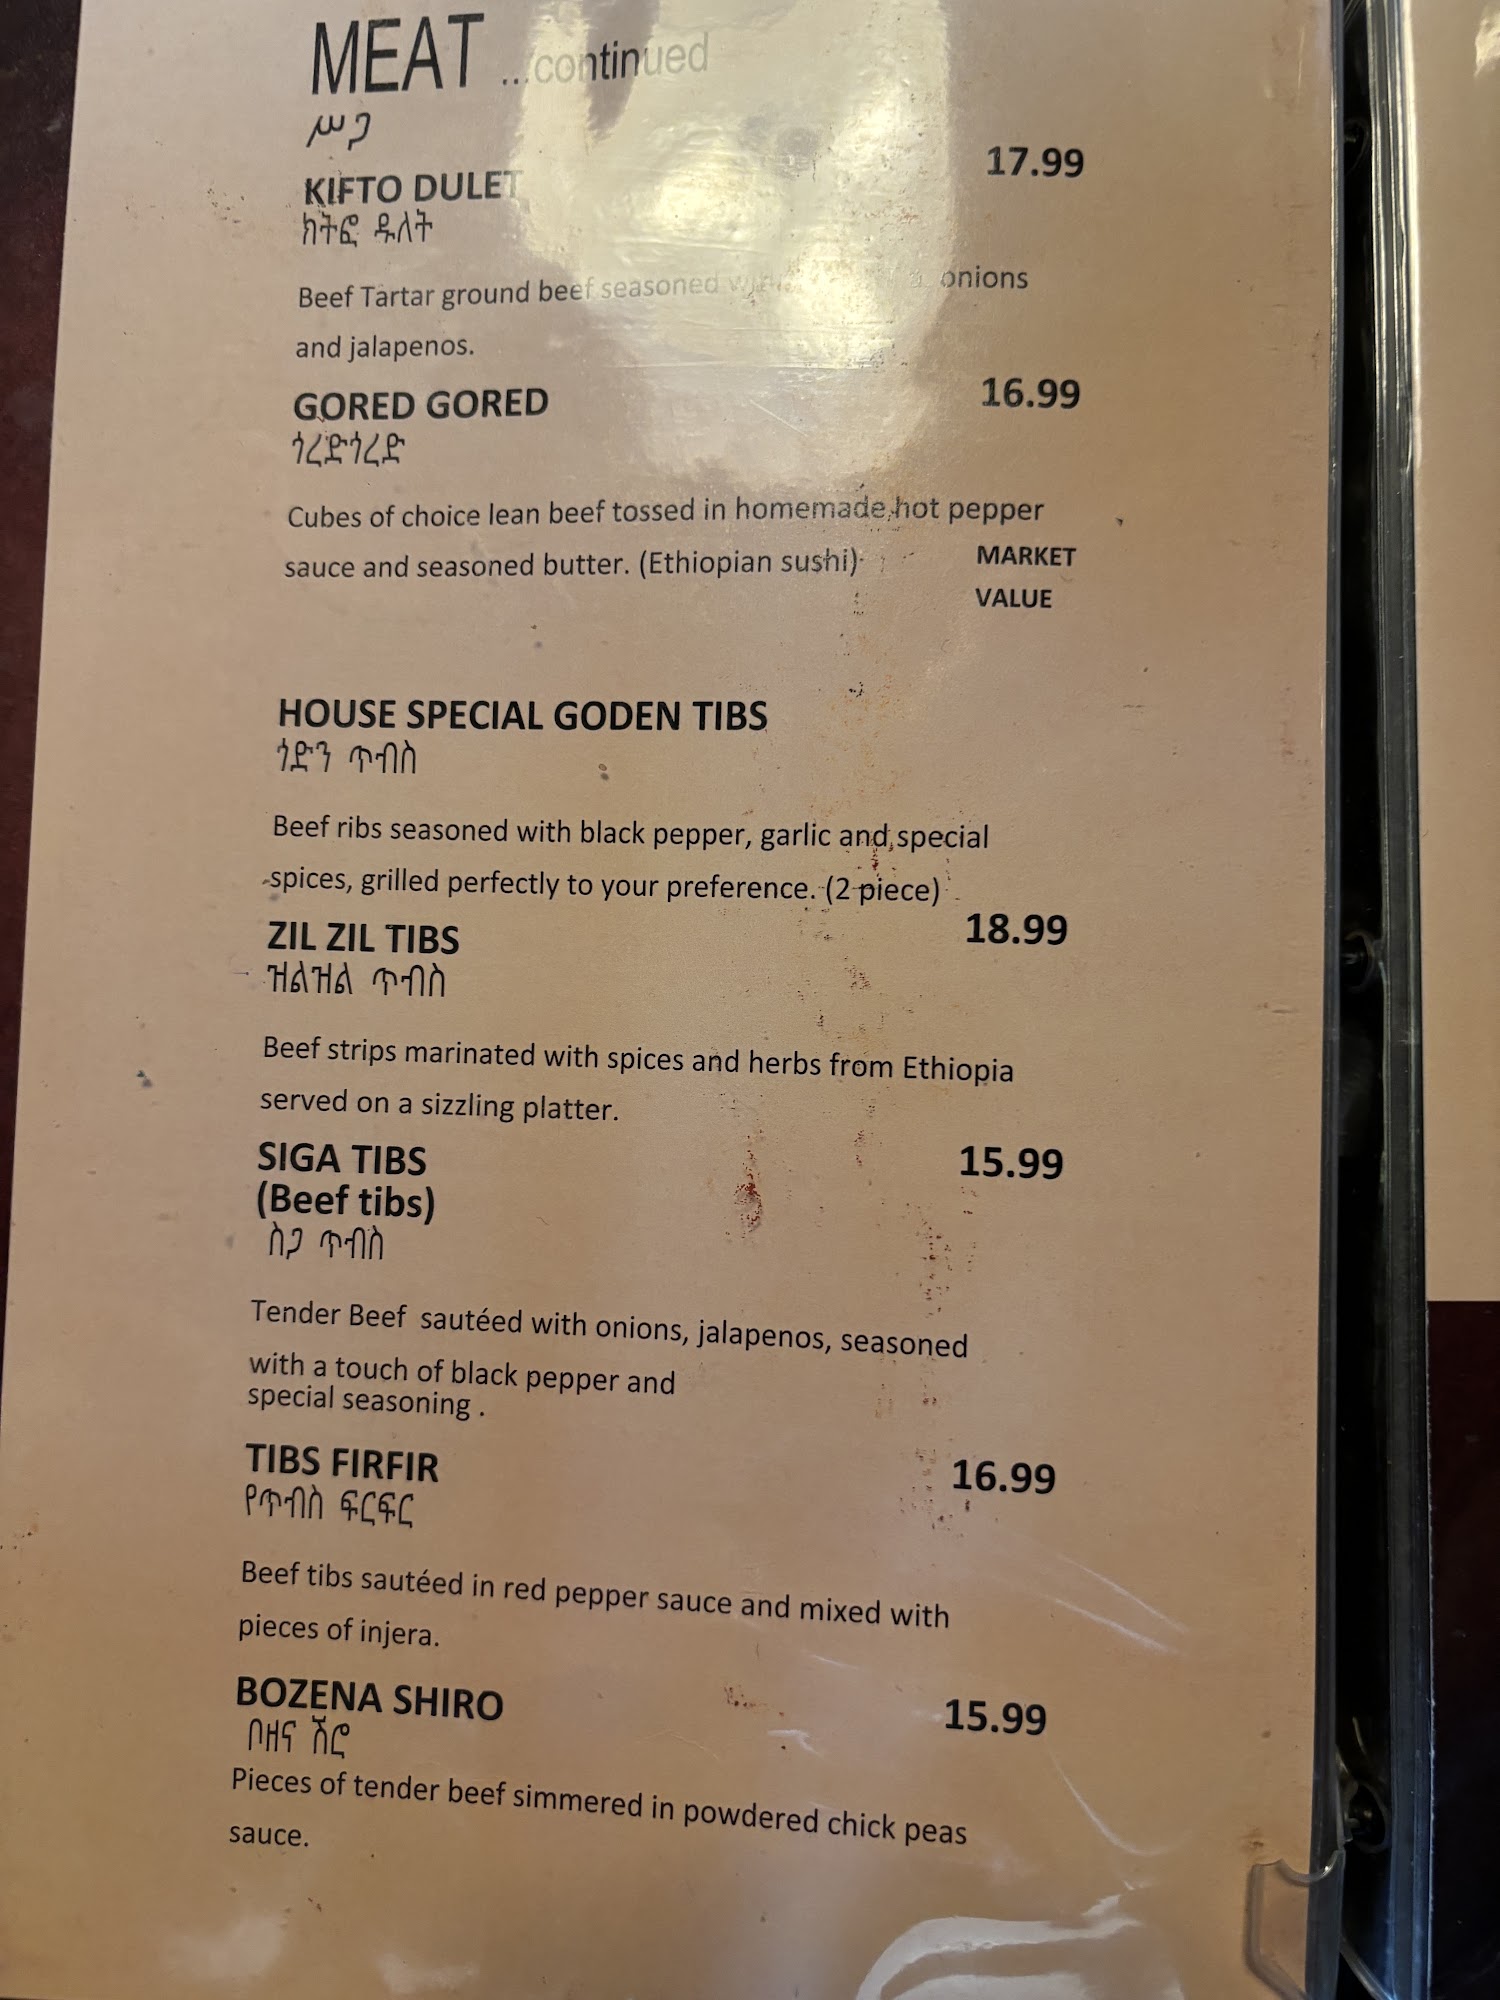 MEAT ...continued
ሥጋ
KIFTO DULET 17.99
ክትፎ ዱለት
Beef Tartar ground beef seasoned onions
and jalapenos.
GORED GORED 16.99
ጎረድጎረድ
Cubes of choice lean beef tossed in homemade hot pepper
sauce and seasoned butter. (Ethiopian sushi)
MARKET
VALUE
HOUSE SPECIAL GODEN TIBS
ጎድን ጥብስ
Beef ribs seasoned with black pepper, garlic and special
spices, grilled perfectly to your preference. (2 piece)
ZIL ZIL TIBS 18.99
ዝልዝል ጥብስ
Beef strips marinated with spices and herbs from Ethiopia
served on a sizzling platter.
SIGA TIBS 15.99
(Beef tibs)
ስጋ ጥብስ
Tender Beef sautéed with onions, jalapenos, seasoned
with a touch of black pepper and
special seasoning .
TIBS FIRFIR 16.99
የጥብስ ፍርፍር
Beef tibs sautéed in red pepper sauce and mixed with
pieces of injera.
BOZENA SHIRO 15.99
በዘና ሽሮ
Pieces of tender beef simmered in powdered chick peas
sauce.